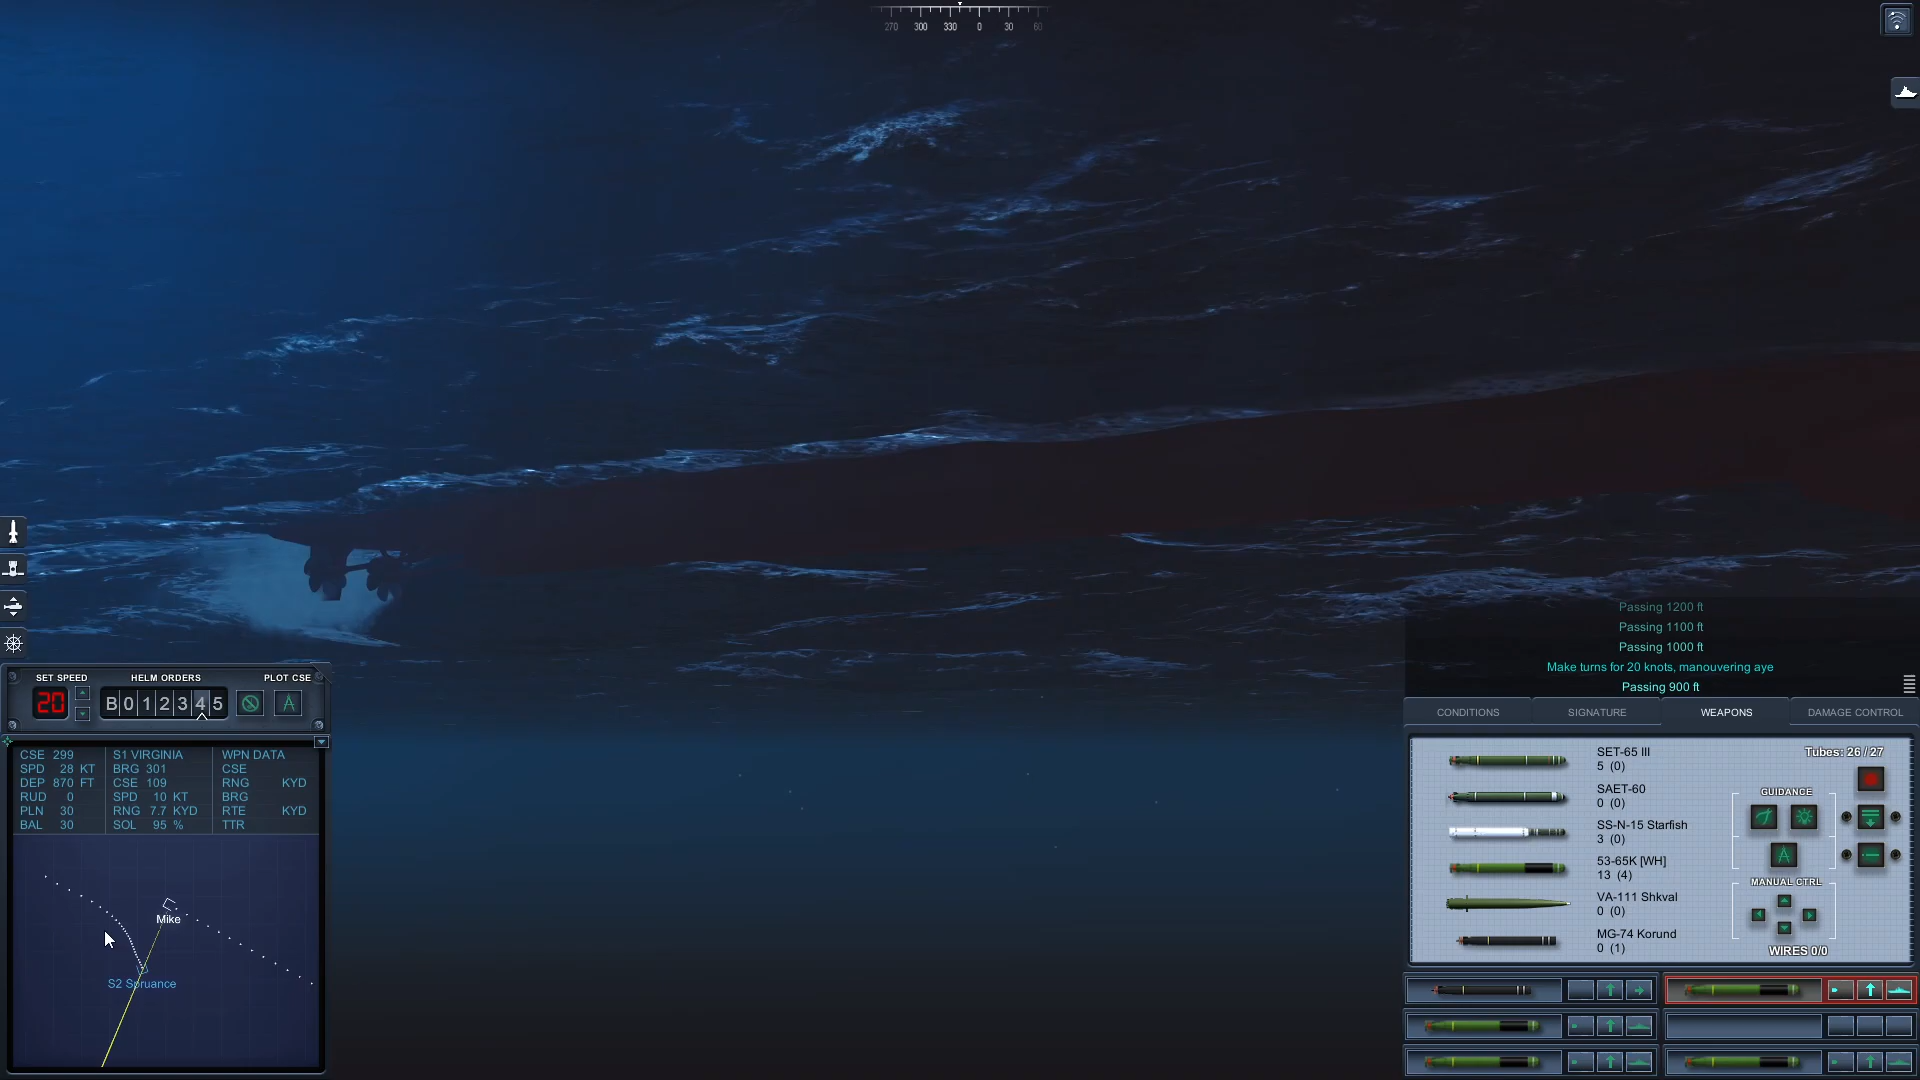 270 300 330 0 30 60
Passing 1200 ft
Passing 1100 ft
Passing 1000 ft
Make turns for 20 knots, manouvering aye
Passing 900 ft
SET SPEED HELM ORDERS PLOT CSE
20 B 0 1 2 3 4 5
CSE 299
SPD 28 KT
DEP 870 FT
RUD 0
PLN 30
BAL 30
S1 VIRGINIA
BRG 301
CSE 109
SPD 10 KT
RNG 7.7 KYD
SOL 95 %
WPN DATA
CSE
RNG KYD
BRG
RTE KYD
TTR
Mike
S2 Spruance
CONDITIONS SIGNATURE WEAPONS DAMAGE CONTROL
SET-65 III
5 (0)
SAET-60
0 (0)
SS-N-15 Starfish
3 (0)
53-65K [WH]
13 (4)
VA-111 Shkval
0 (0)
MG-74 Korund
0 (1)
Tubes: 26 / 27
GUIDANCE
MANUAL CTRL
WIRES 0/0